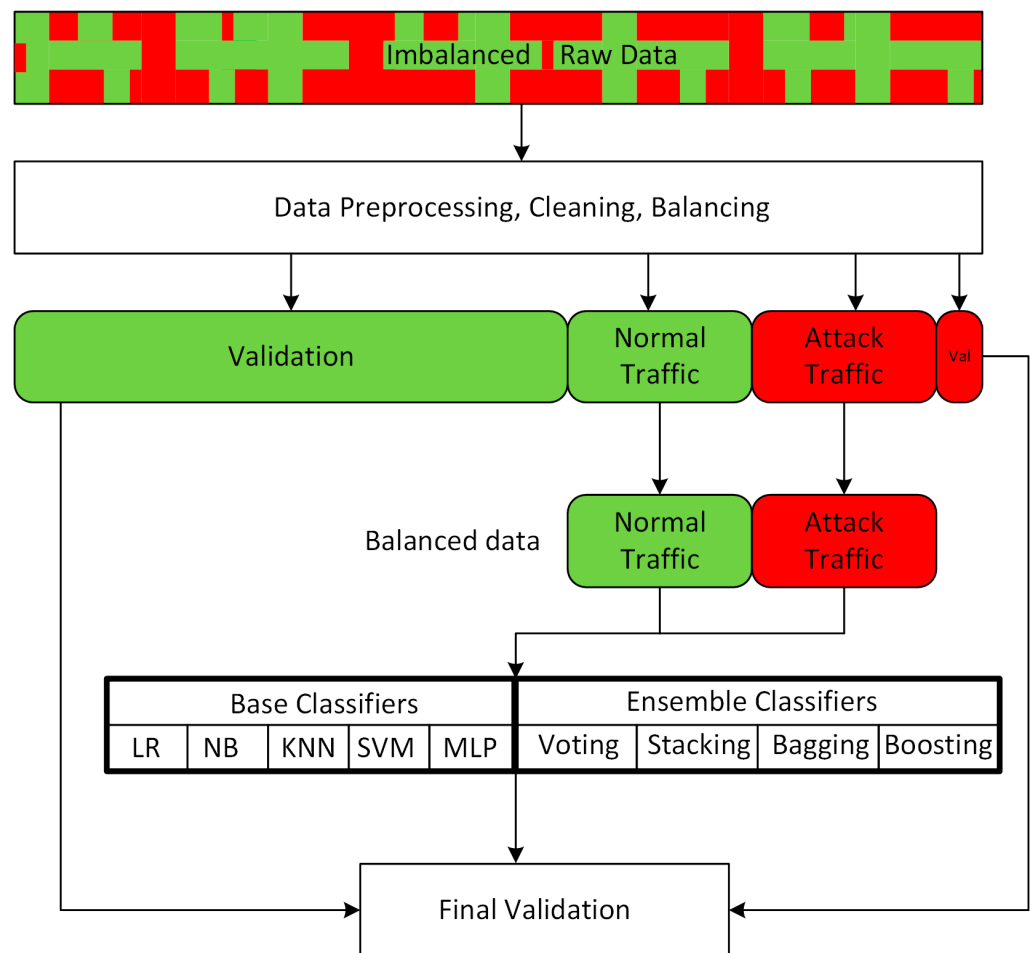 Imbalanced Raw Data
Data Preprocessing, Cleaning, Balancing
Validation
Normal
Traffic
Attack
Traffic
Val
Balanced data
Normal
Traffic
Attack
Traffic
Base Classifiers
Ensemble Classifiers
LR NB KNN SVM MLP
Voting Stacking Bagging Boosting
Final Validation